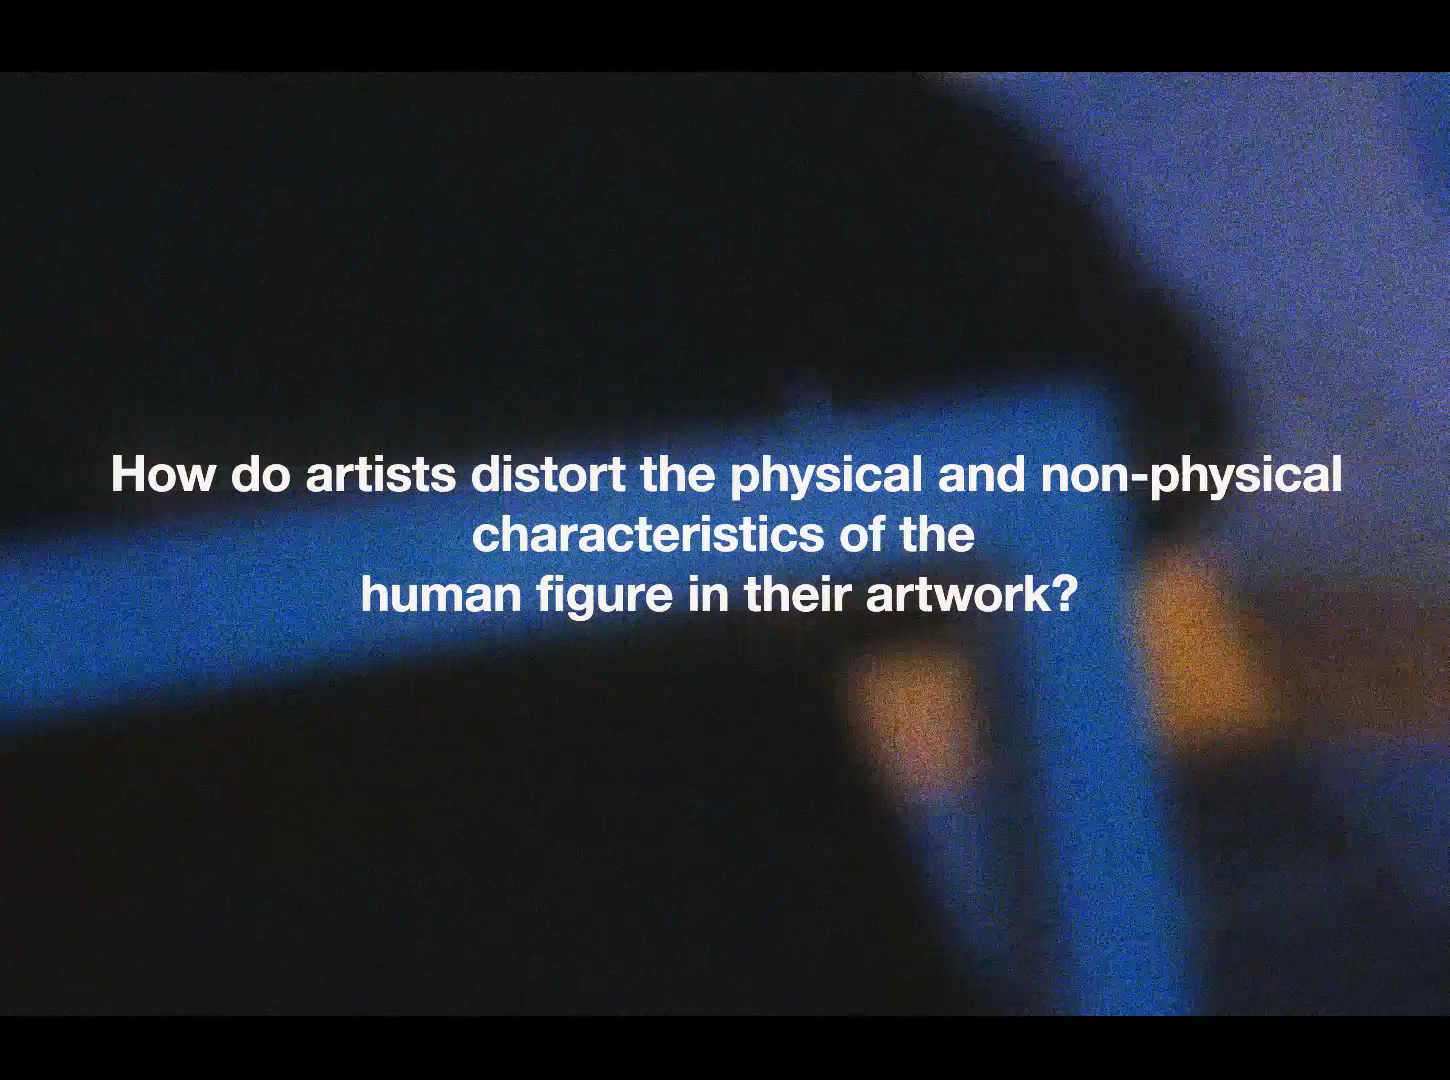 How do artists distort the physical and non-physical
characteristics of the
human figure in their artwork?